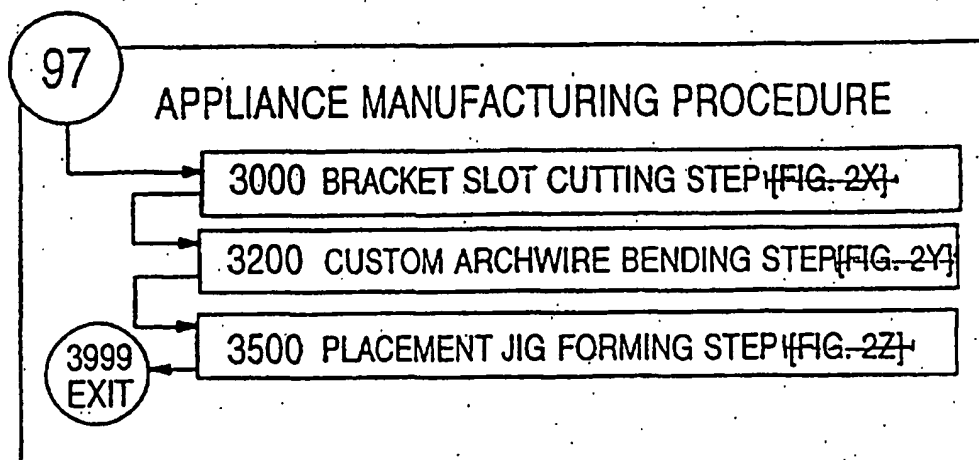 97
APPLIANCE MANUFACTURING PROCEDURE
3000 BRACKET SLOT CUTTING STEP [FIG. 2X]
3200 CUSTOM ARCHWIRE BENDING STEP [FIG. 2Y]
3500 PLACEMENT JIG FORMING STEP [FIG. 2Z]
3999
EXIT